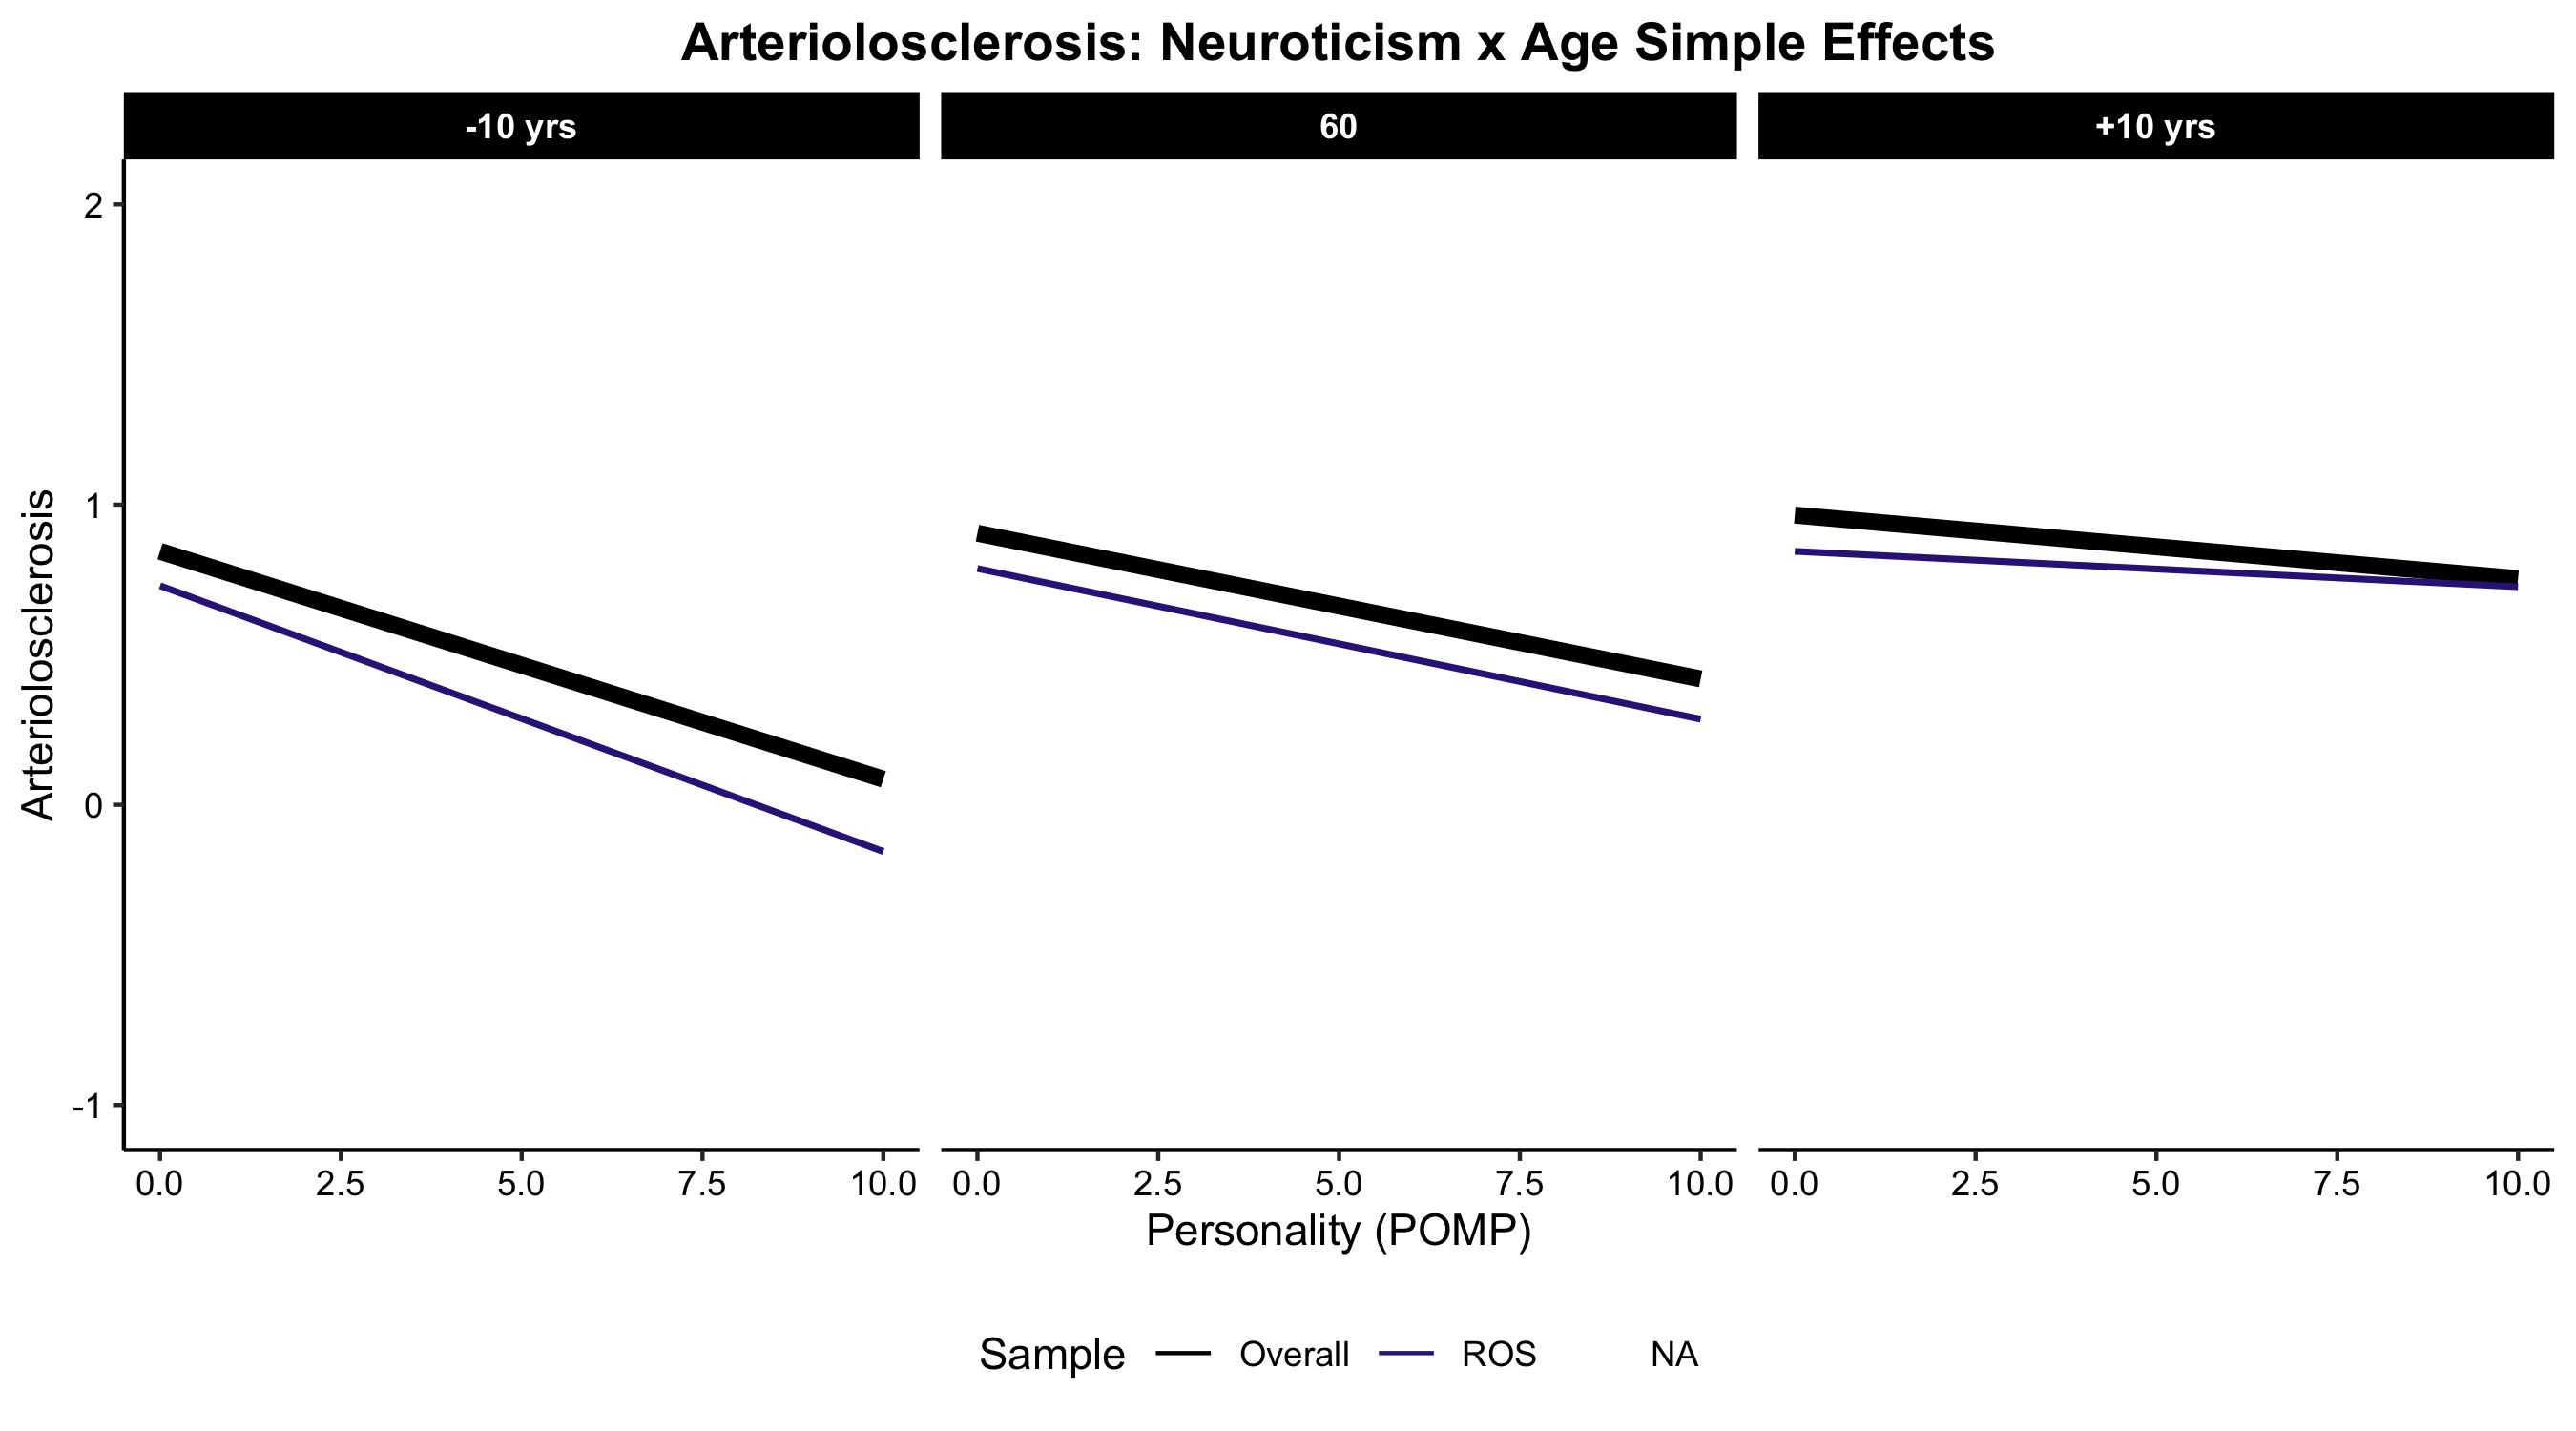 Arteriolosclerosis: Neuroticism x Age Simple Effects
-10 yrs 60 +10 yrs
2
1
0
-1
Arteriolosclerosis
0.0 2.5 5.0 7.5 10.0 0.0 2.5 5.0 7.5 10.0 0.0 2.5 5.0 7.5 10.0
Personality (POMP)
Sample Overall ROS NA